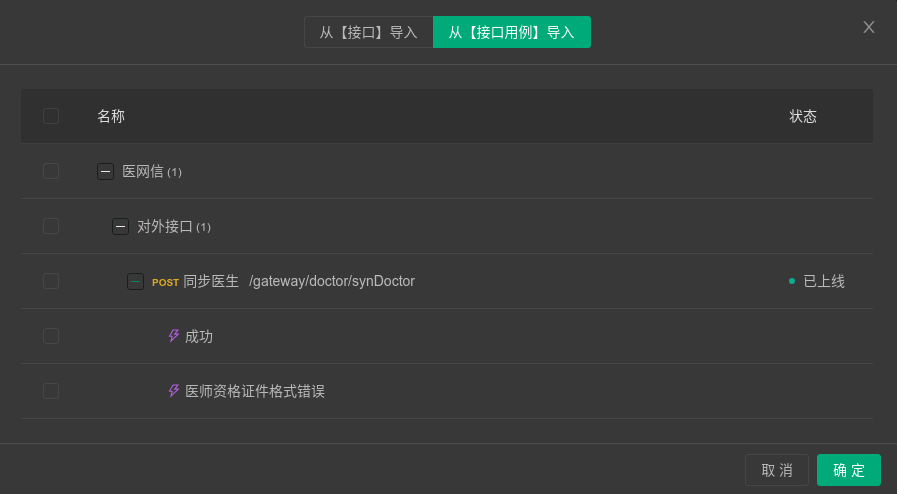 从【接口】导入 从【接口用例】导入
名称 状态
医网信 (1)
对外接口 (1)
POST 同步医生 /gateway/doctor/synDoctor 已上线
成功
医师资格证件格式错误
取 消 确 定